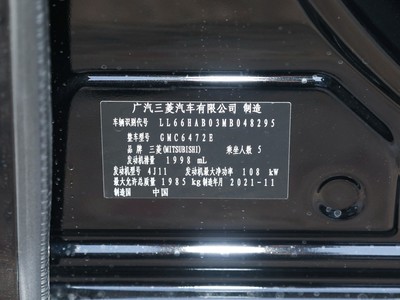 广汽三菱汽车有限公司 制造
车辆识别代号 LL66HAB03MB048295
整车型号 GMC6472E
品牌 三菱(MITSUBISHI) 乘坐人数 5
发动机排量 1998 mL
发动机型号 4J11 发动机最大净功率 108 kW
最大允许总质量 1985 kg 制造年月 2021-11
制造国 中国